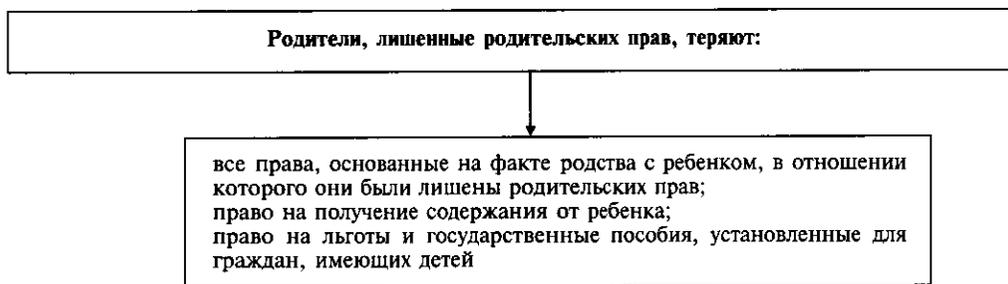 Родители, лишенные родительских прав, теряют:
все права, основанные на факте родства с ребенком, в отношении
которого они были лишены родительских прав;
право на получение содержания от ребенка;
право на льготы и государственные пособия, установленные для
граждан, имеющих детей